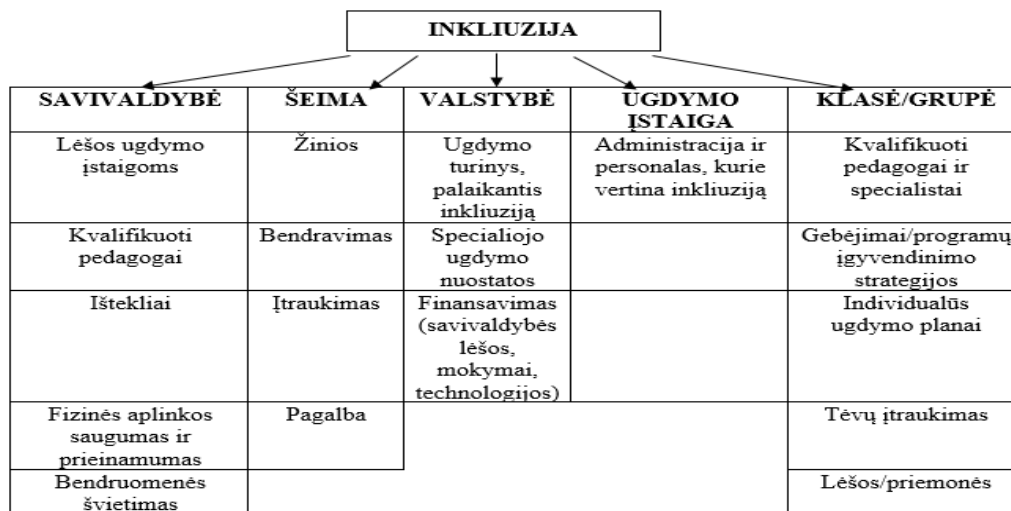 INKLIUZIJA
SAVIVALDYBĖ
ŠEIMA
VALSTYBĖ
UGDYMO
ĮSTAIGA
KLASĖ/GRUPĖ
Lėšos ugdymo
įstaigoms
Žinios
Ugdymo
turinys,
palaikantis
inkliuziją
Administracija ir
personalas, kurie
vertina inkliuziją
Kvalifikuoti
pedagogai ir
specialistai
Kvalifikuoti
pedagogai
Bendravimas
Specialiojo
ugdymo
nuostatos
Gebėjimai/programų
įgyvendinimo
strategijos
Ištekliai
Įtraukimas
Finansavimas
(savivaldybės
lėšos,
mokymai,
technologijos)
Individualūs
ugdymo planai
Fizinės aplinkos
saugumas ir
prieinamumas
Pagalba
Tėvų įtraukimas
Bendruomenės
švietimas
Lėšos/priemonės